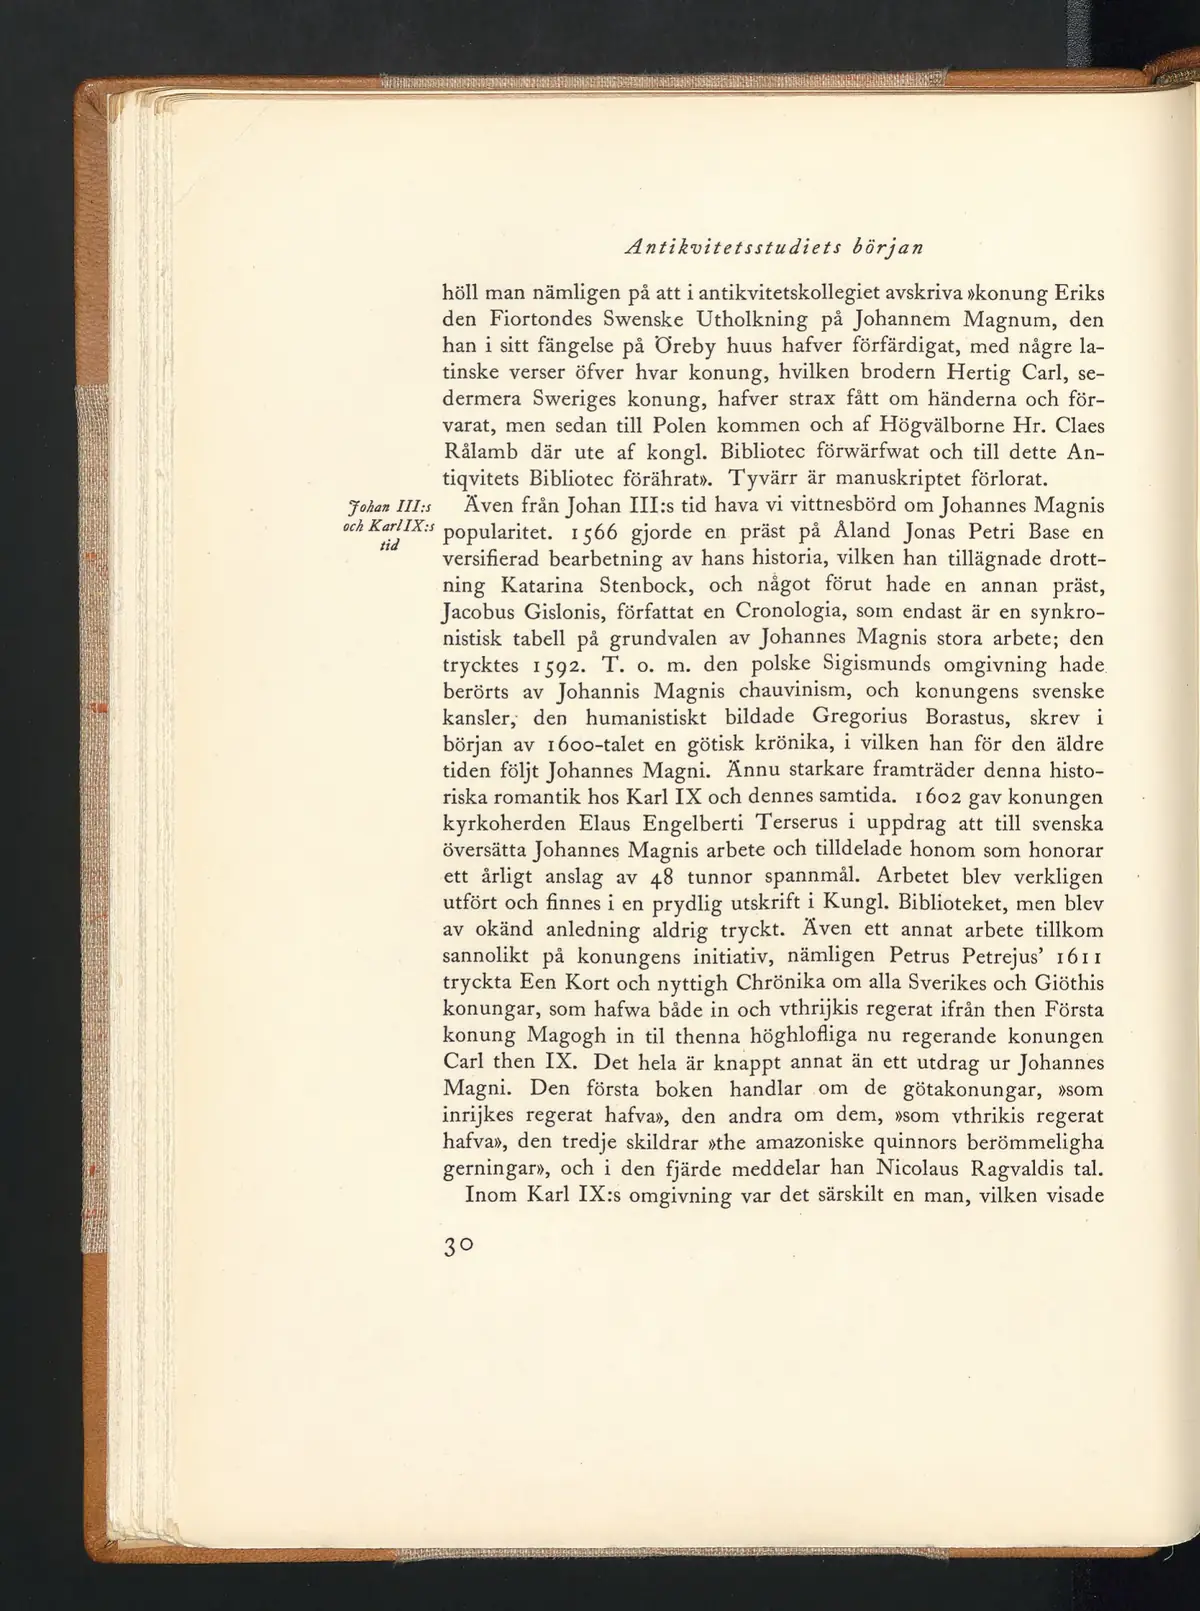 Antikvitetsstudiets början
höll man nämligen på att i antikvitetskollegiet avskriva »konung Eriks
den Fiortondes Swenske Utholkning på Johannem Magnum, den
han i sitt fängelse på Öreby huus hafver förfärdigat, med någre la-
tinske verser öfver hvar konung, hvilken brodern Hertig Carl, se-
dermera Sweriges konung, hafver strax fått om händerna och för-
varat, men sedan till Polen kommen och af Högvälborne Hr. Claes
Rålamb där ute af kongl. Bibliotec förwärfwat och till dette An-
tiqvitets Bibliotec förährat». Tyvärr är manuskriptet förlorat.
Johan III:s
och Karl IX:s
tid
Även från Johan III:s tid hava vi vittnesbörd om Johannes Magnis
popularitet. 1566 gjorde en präst på Åland Jonas Petri Base en
versifierad bearbetning av hans historia, vilken han tillägnade drott-
ning Katarina Stenbock, och något förut hade en annan präst,
Jacobus Gislonis, författat en Cronologia, som endast är en synkro-
nistisk tabell på grundvalen av Johannes Magnis stora arbete; den
trycktes 1592. T. o. m. den polske Sigismunds omgivning hade
berörts av Johannis Magnis chauvinism, och konungens svenske
kansler, den humanistiskt bildade Gregorius Borastus, skrev i
början av 1600-talet en götisk krönika, i vilken han för den äldre
tiden följt Johannes Magni. Ännu starkare framträder denna histo-
riska romantik hos Karl IX och dennes samtida. 1602 gav konungen
kyrkoherden Elaus Engelberti Terserus i uppdrag att till svenska
översätta Johannes Magnis arbete och tilldelade honom som honorar
ett årligt anslag av 48 tunnor spannmål. Arbetet blev verkligen
utfört och finnes i en prydlig utskrift i Kungl. Biblioteket, men blev
av okänd anledning aldrig tryckt. Även ett annat arbete tillkom
sannolikt på konungens initiativ, nämligen Petrus Petrejus’ 1611
tryckta Een Kort och nyttigh Chrönika om alla Sverikes och Giöthis
konungar, som hafwa både in och vthrijkis regerat ifrån then Första
konung Magogh in til thenna höghlofliga nu regerande konungen
Carl then IX. Det hela är knappt annat än ett utdrag ur Johannes
Magni. Den första boken handlar om de götakonungar, »som
inrijkes regerat hafva», den andra om dem, »som vthrikis regerat
hafva», den tredje skildrar »the amazoniske quinnors berömmeligha
gerningar», och i den fjärde meddelar han Nicolaus Ragvaldis tal.
Inom Karl IX:s omgivning var det särskilt en man, vilken visade
30